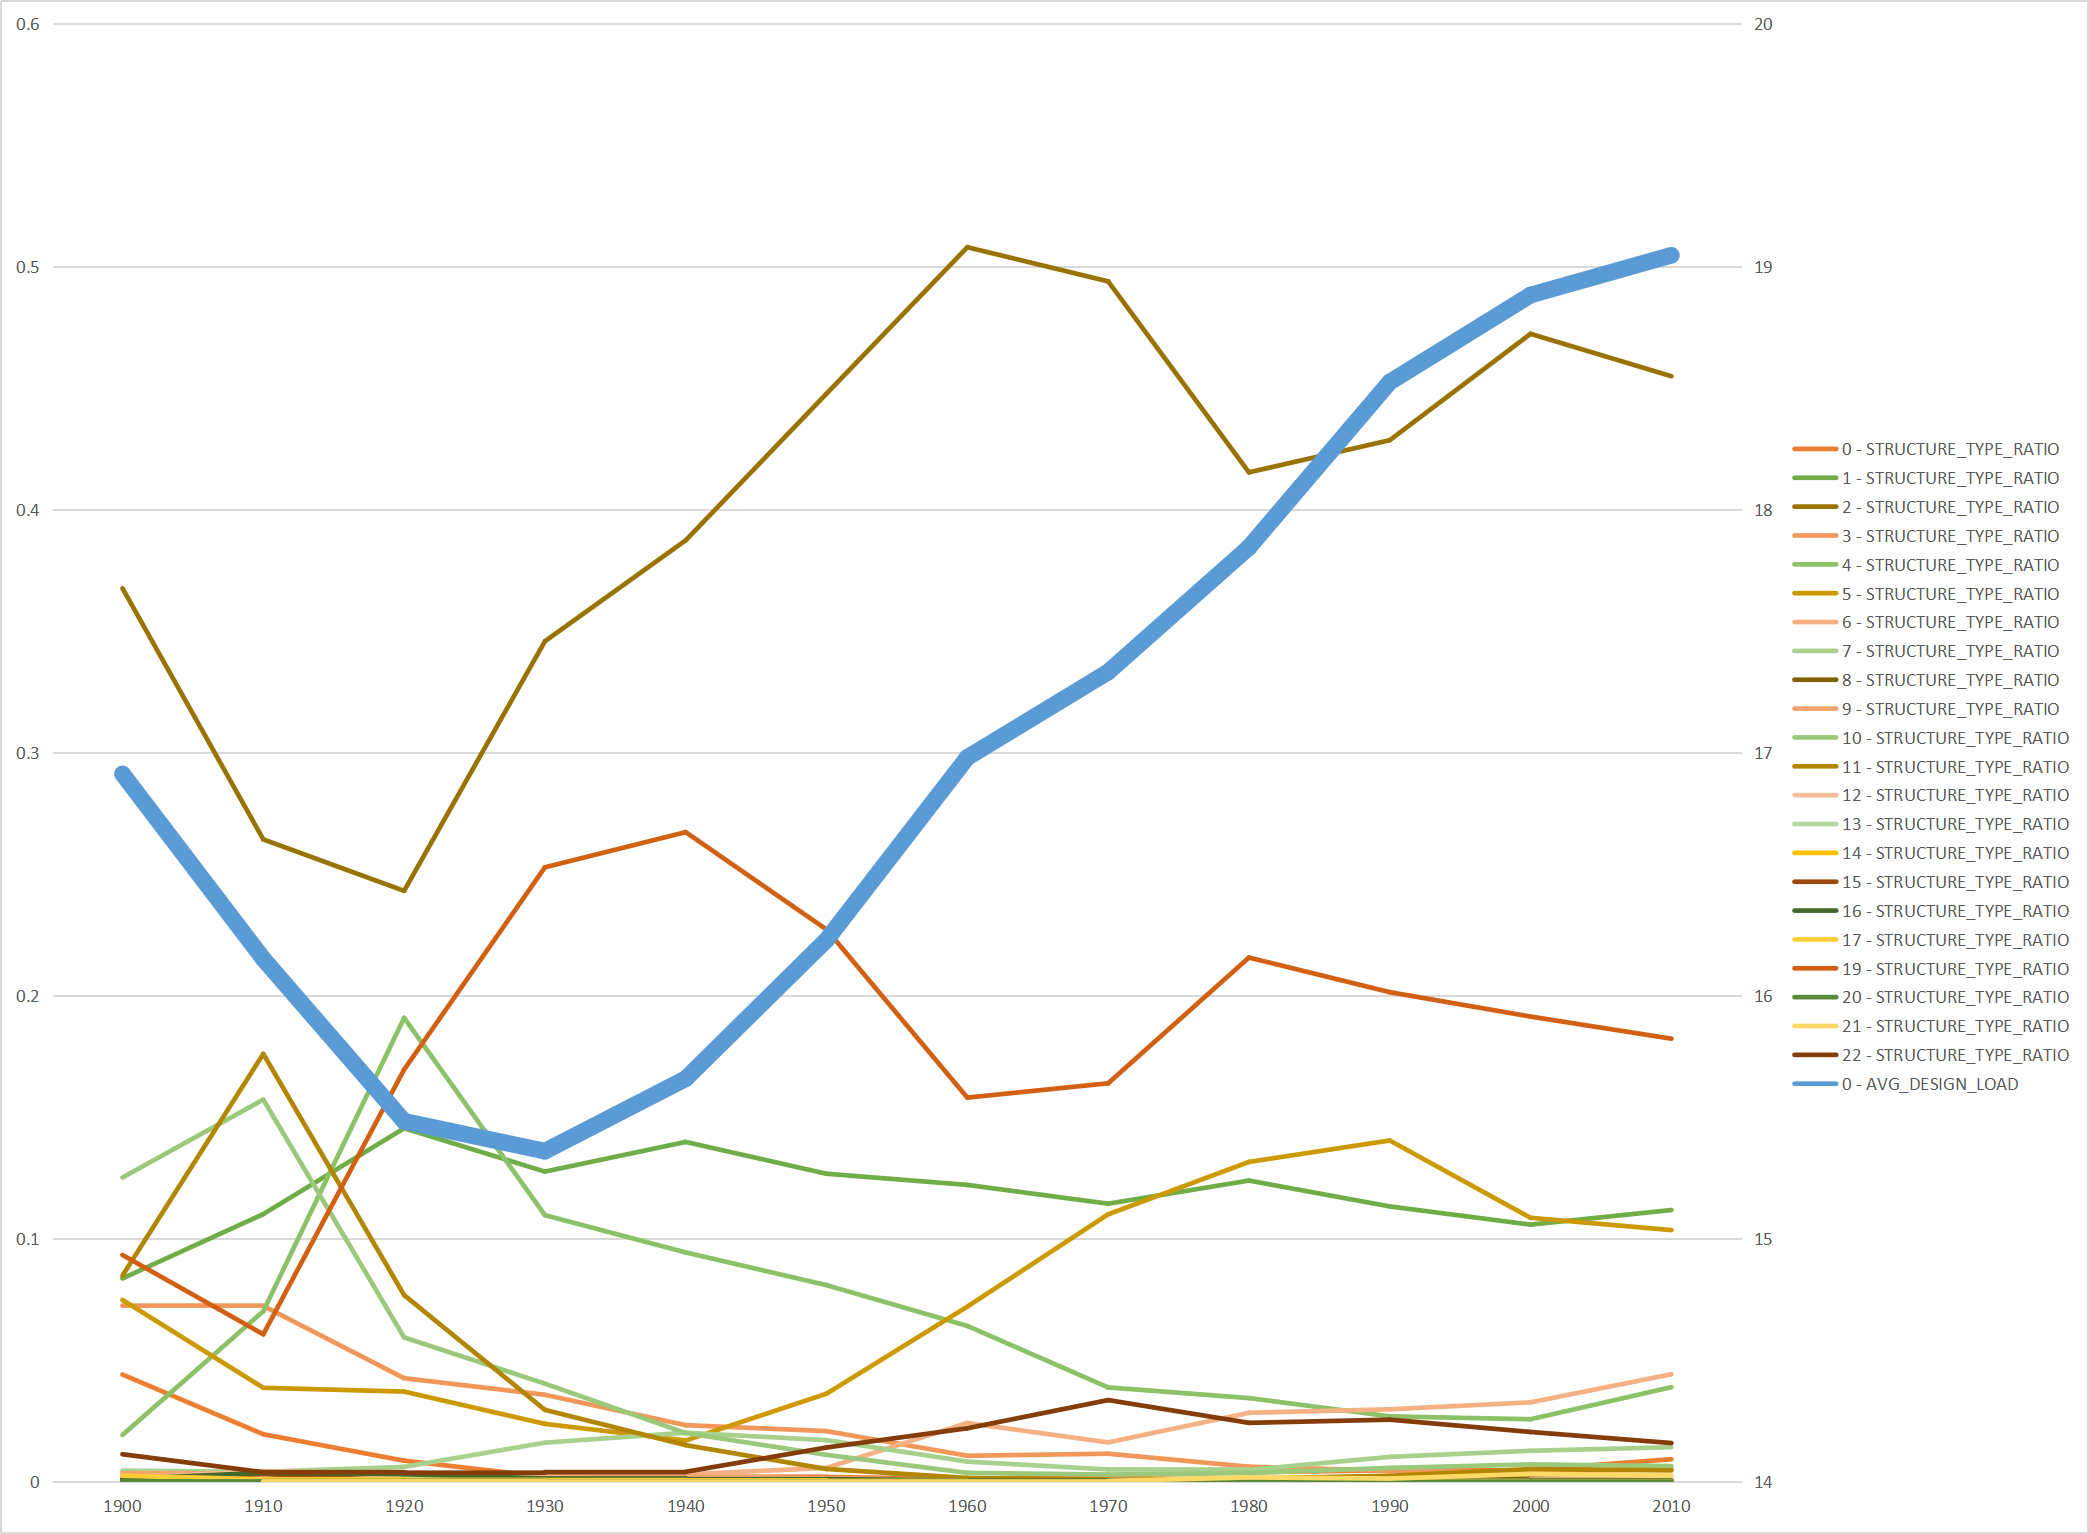 0.6
0.5
0.4
0.3
0.2
0.1
0
20
19
18
17
16
15
14
1900 1910 1920 1930 1940 1950 1960 1970 1980 1990 2000 2010
0 - STRUCTURE_TYPE_RATIO
1 - STRUCTURE_TYPE_RATIO
2 - STRUCTURE_TYPE_RATIO
3 - STRUCTURE_TYPE_RATIO
4 - STRUCTURE_TYPE_RATIO
5 - STRUCTURE_TYPE_RATIO
6 - STRUCTURE_TYPE_RATIO
7 - STRUCTURE_TYPE_RATIO
8 - STRUCTURE_TYPE_RATIO
9 - STRUCTURE_TYPE_RATIO
10 - STRUCTURE_TYPE_RATIO
11 - STRUCTURE_TYPE_RATIO
12 - STRUCTURE_TYPE_RATIO
13 - STRUCTURE_TYPE_RATIO
14 - STRUCTURE_TYPE_RATIO
15 - STRUCTURE_TYPE_RATIO
16 - STRUCTURE_TYPE_RATIO
17 - STRUCTURE_TYPE_RATIO
19 - STRUCTURE_TYPE_RATIO
20 - STRUCTURE_TYPE_RATIO
21 - STRUCTURE_TYPE_RATIO
22 - STRUCTURE_TYPE_RATIO
0 - AVG_DESIGN_LOAD